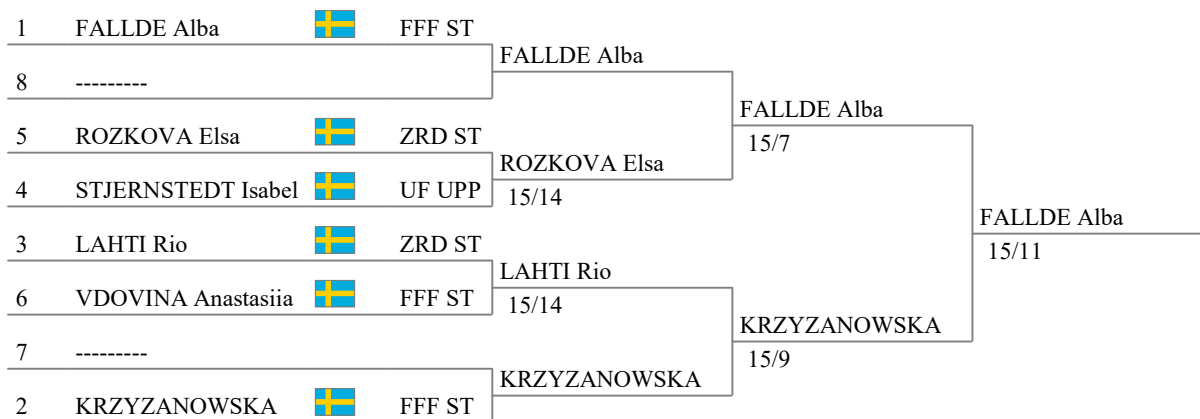 1 FALLDE Alba FFF ST
FALLDE Alba
8 ---------
FALLDE Alba
5 ROZKOVA Elsa ZRD ST
15/7
ROZKOVA Elsa
4 STJERNSTEDT Isabel UF UPP
15/14
FALLDE Alba
3 LAHTI Rio ZRD ST
15/11
LAHTI Rio
6 VDOVINA Anastasiia FFF ST
15/14
KRZYZANOWSKA
7 ---------
15/9
KRZYZANOWSKA
2 KRZYZANOWSKA FFF ST